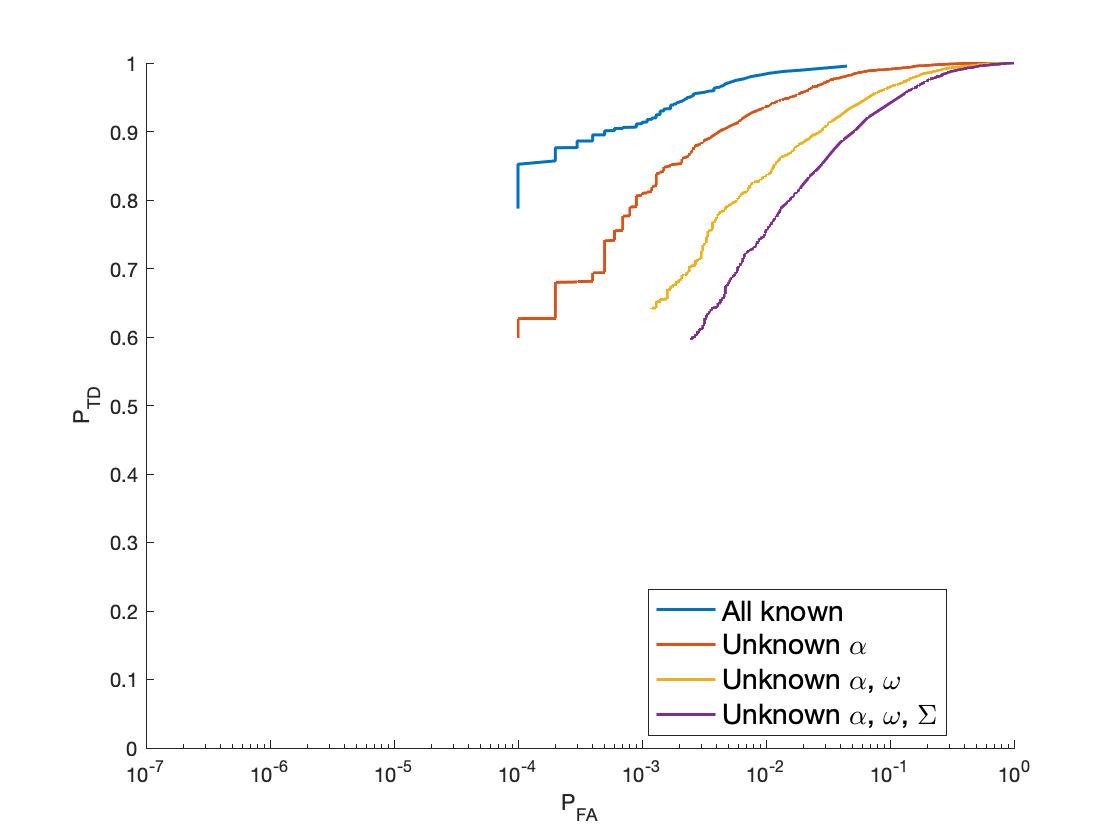 1
0.9
0.8
0.7
0.6
0.5
0.4
0.3
0.2
0.1
0
P_TD
10^-7 10^-6 10^-5 10^-4 10^-3 10^-2 10^-1 10^0
P_FA
All known
Unknown α
Unknown α, ω
Unknown α, ω, Σ